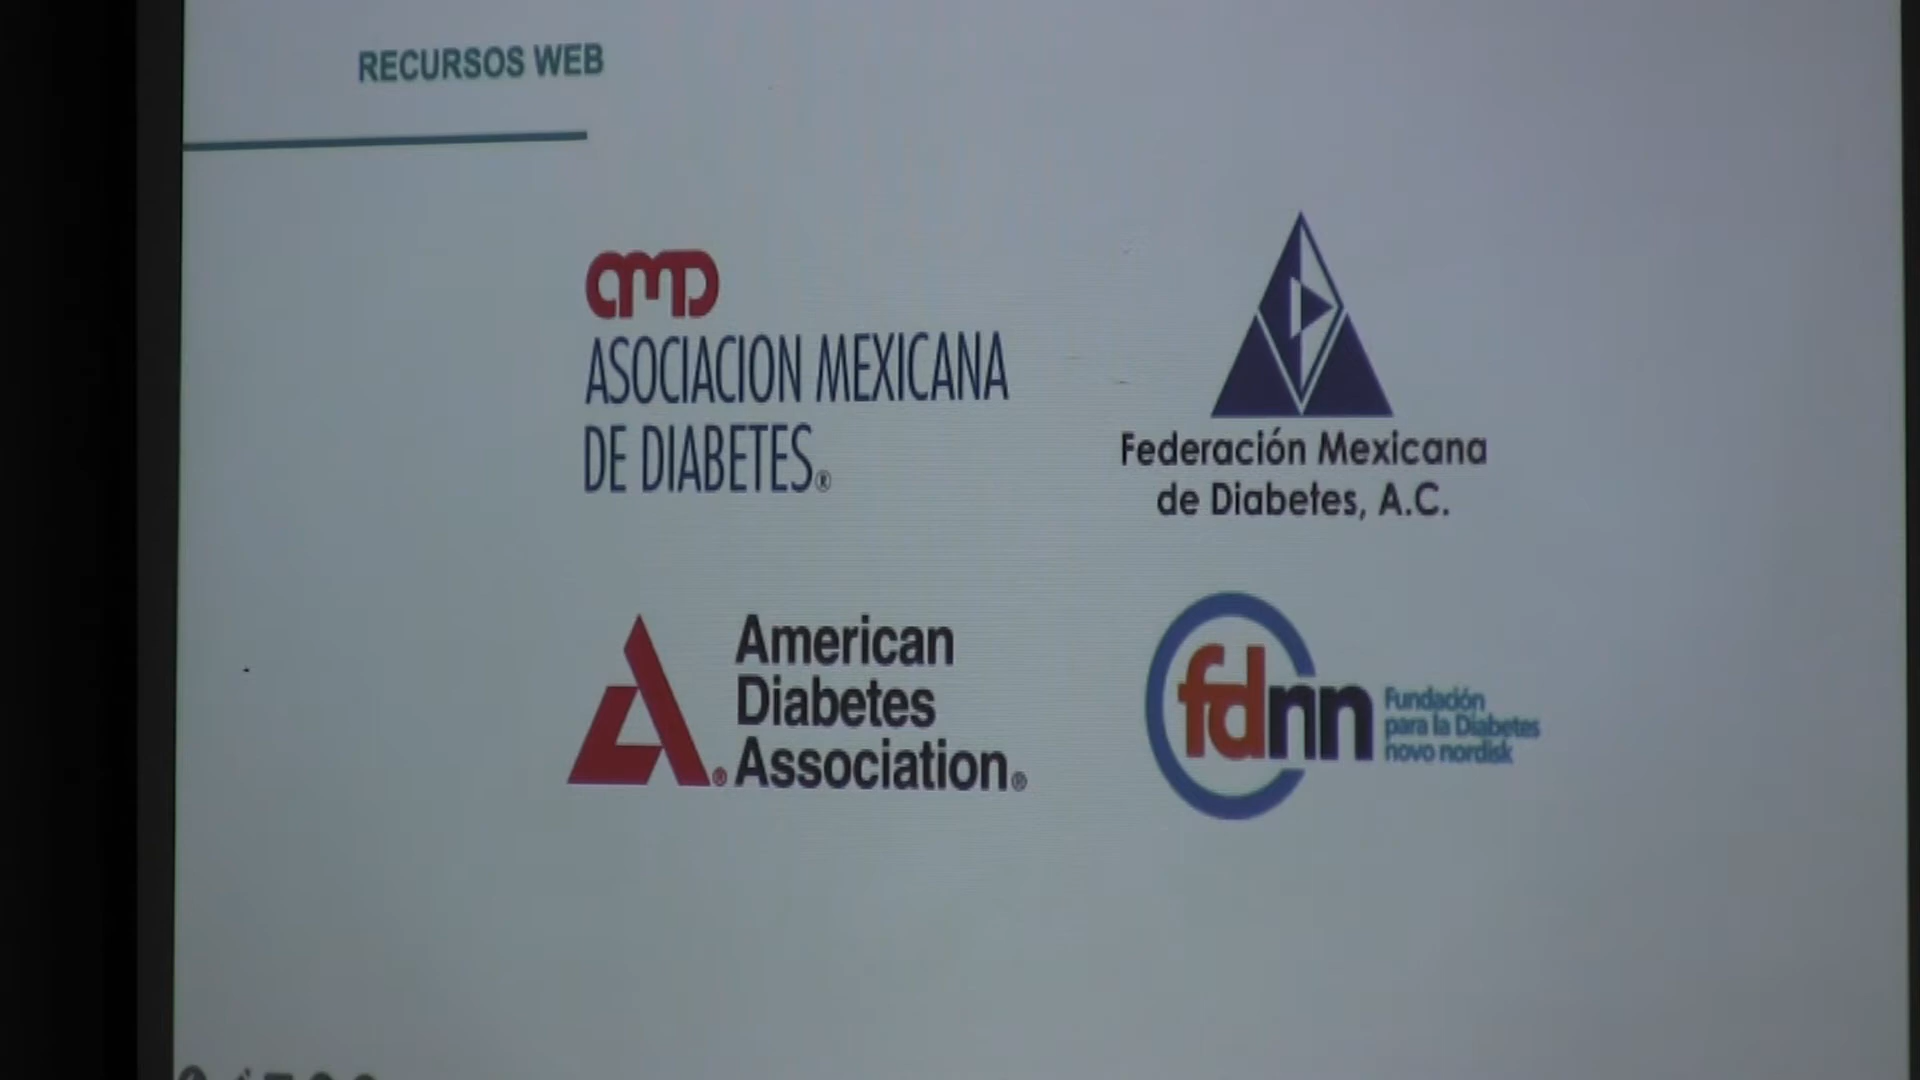 RECURSOS WEB
amd
ASOCIACION MEXICANA
DE DIABETES®
Federación Mexicana
de Diabetes, A.C.
American
Diabetes
® Association®
fdnn
Fundación
para la Diabetes
novo nordisk